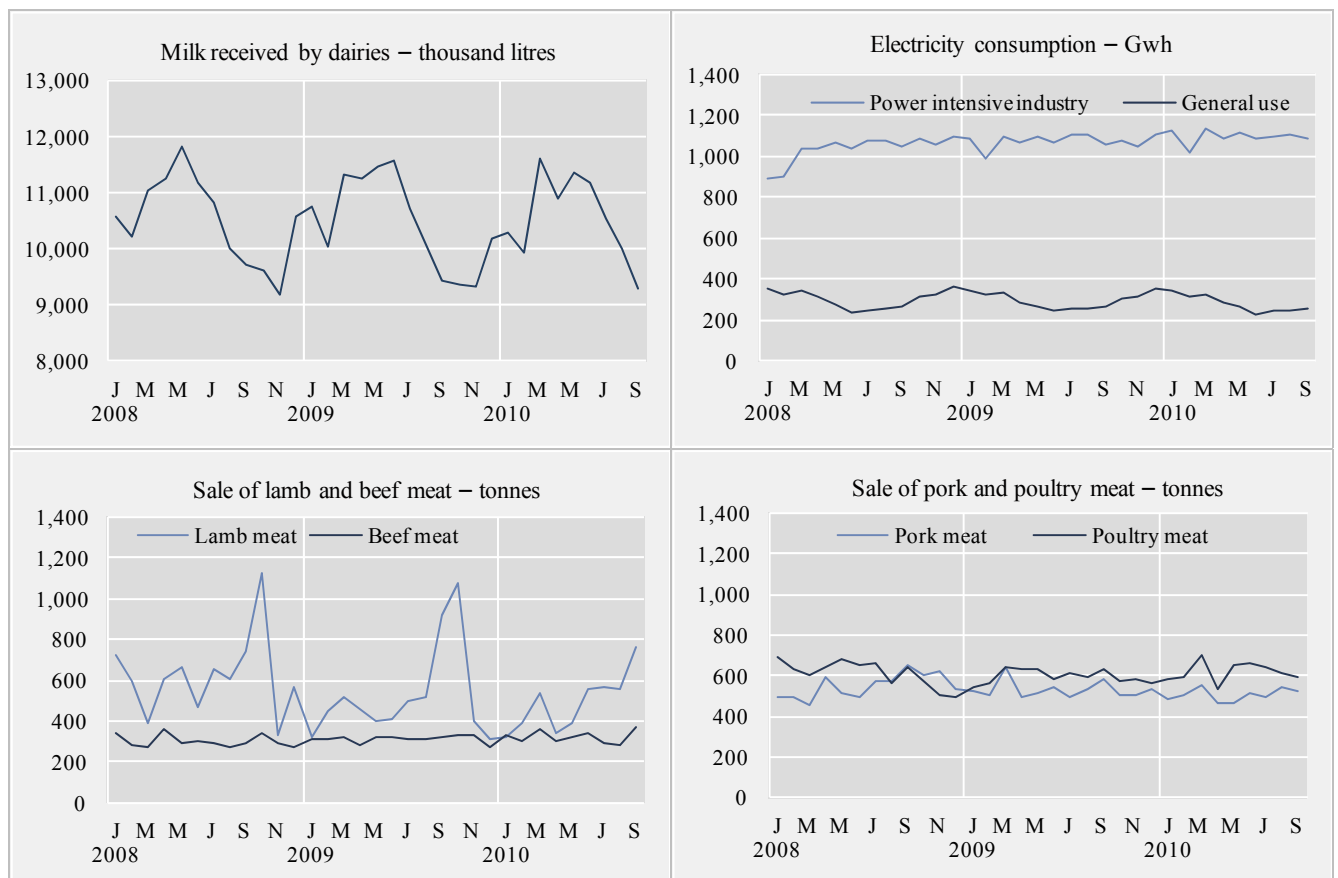 Milk received by dairies – thousand litres
13,000
12,000
11,000
10,000
9,000
8,000
J M M J S N J M M J S N J M M J S
2008 2009 2010
Electricity consumption – Gwh
1,400
1,200
1,000
800
600
400
200
0
Power intensive industry General use
J M M J S N J M M J S N J M M J S
2008 2009 2010
Sale of lamb and beef meat – tonnes
1,400
1,200
1,000
800
600
400
200
0
Lamb meat Beef meat
J M M J S N J M M J S N J M M J S
2008 2009 2010
Sale of pork and poultry meat – tonnes
1,400
1,200
1,000
800
600
400
200
0
Pork meat Poultry meat
J M M J S N J M M J S N J M M J S
2008 2009 2010